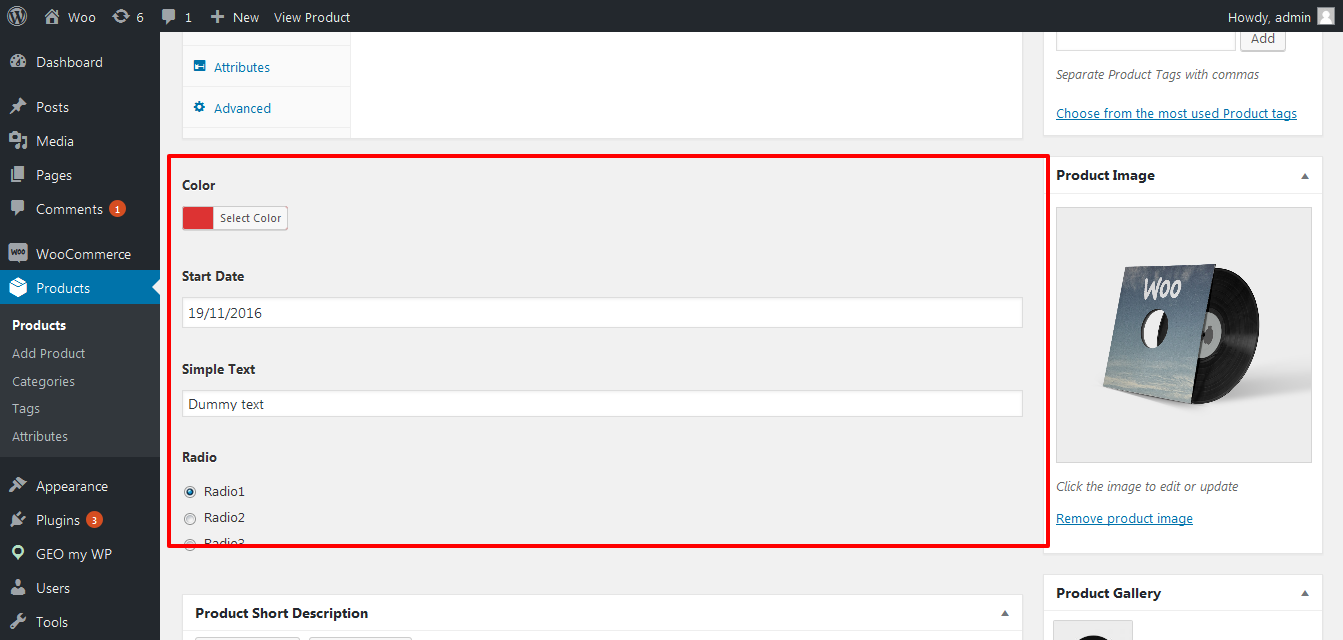 Woo
6
1
New
View Product
Howdy, admin
Dashboard
Posts
Media
Pages
Comments 1
WooCommerce
Products
Products
Add Product
Categories
Tags
Attributes
Appearance
Plugins 3
GEO my WP
Users
Tools
Attributes
Advanced
Color
Select Color
Start Date
19/11/2016
Simple Text
Dummy text
Radio
Radio1
Radio2
Radio3
Product Short Description
Add
Separate Product Tags with commas
Choose from the most used Product tags
Product Image
Woo
Click the image to edit or update
Remove product image
Product Gallery